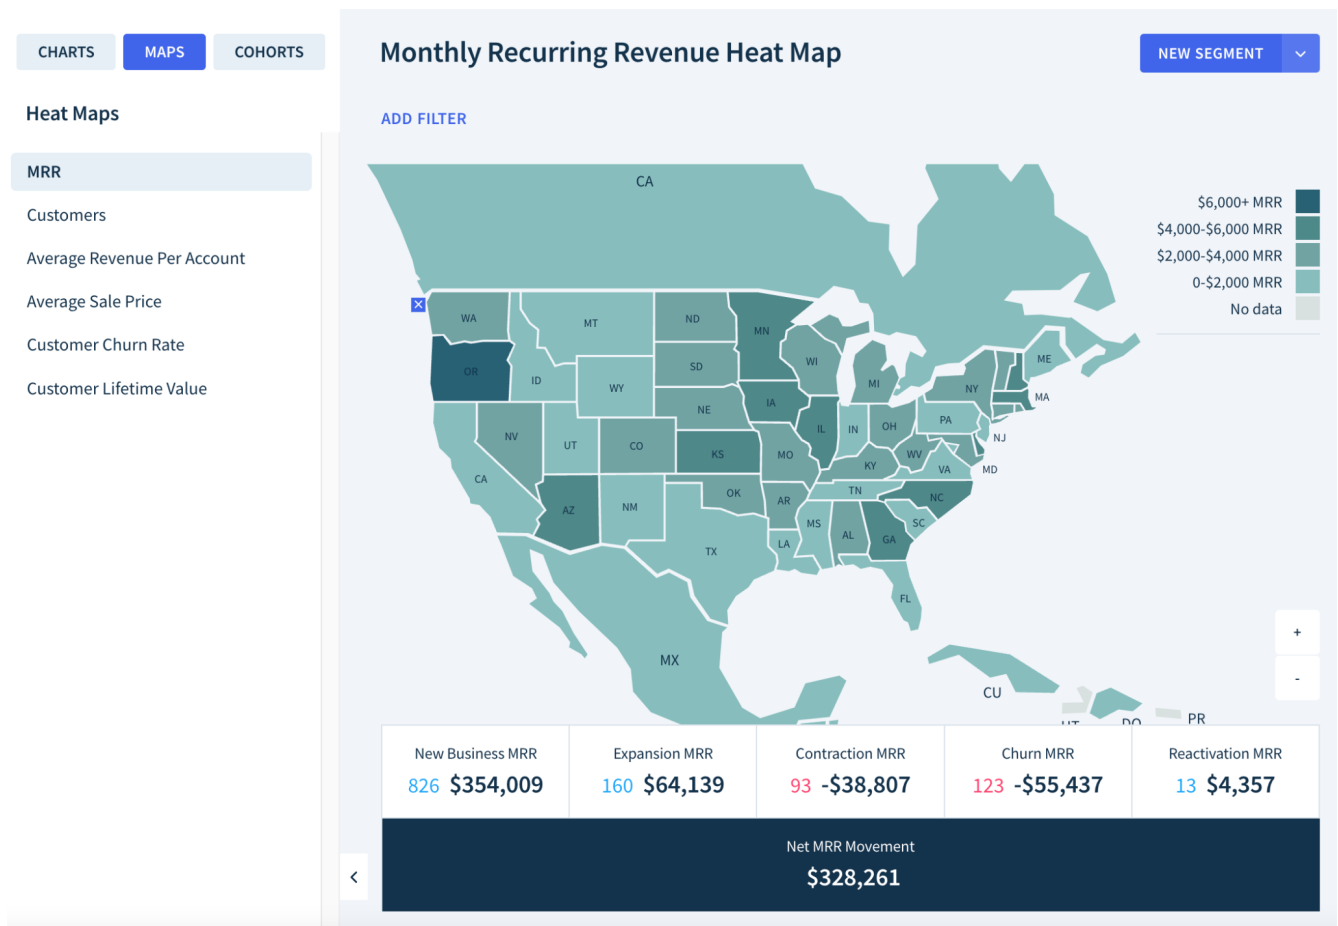 CHARTS
MAPS
COHORTS
Heat Maps
MRR
Customers
Average Revenue Per Account
Average Sale Price
Customer Churn Rate
Customer Lifetime Value
Monthly Recurring Revenue Heat Map
NEW SEGMENT
ADD FILTER
$6,000+ MRR
$4,000-$6,000 MRR
$2,000-$4,000 MRR
0-$2,000 MRR
No data
CA
WA
MT
ND
MN
OR
ID
WY
SD
WI
MI
NY
ME
MA
NV
UT
CO
NE
IA
IL
IN
OH
PA
NJ
CA
KS
MO
KY
WV
VA
MD
AZ
NM
OK
AR
TN
NC
TX
LA
MS
AL
GA
SC
FL
MX
CU
HT
DO
PR
+
-
New Business MRR
826 $354,009
Expansion MRR
160 $64,139
Contraction MRR
93 -$38,807
Churn MRR
123 -$55,437
Reactivation MRR
13 $4,357
Net MRR Movement
$328,261